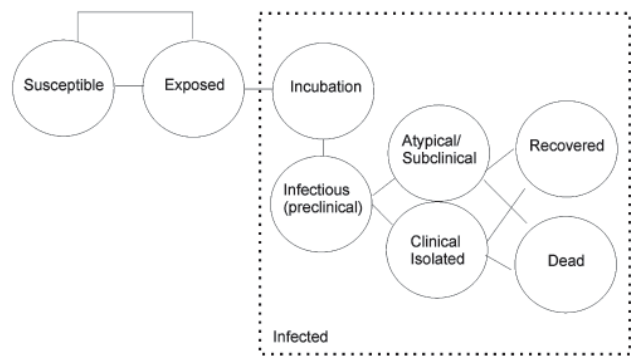 Susceptible
Exposed
Incubation
Infectious
(preclinical)
Atypical/
Subclinical
Clinical
Isolated
Recovered
Dead
Infected